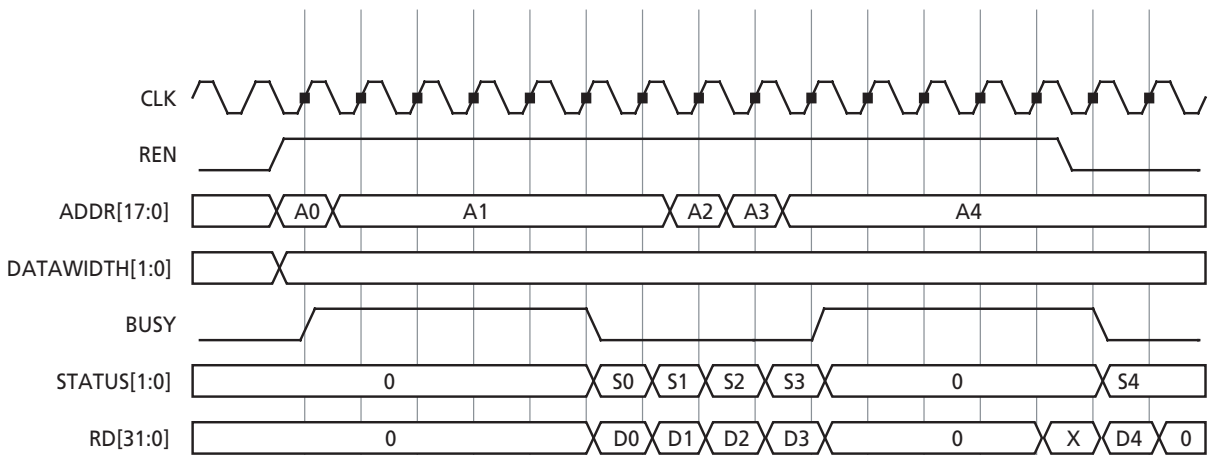 CLK
REN
ADDR[17:0] A0 A1 A2 A3 A4
DATAWIDTH[1:0]
BUSY
STATUS[1:0] 0 S0 S1 S2 S3 0 S4
RD[31:0] 0 D0 D1 D2 D3 0 X D4 0